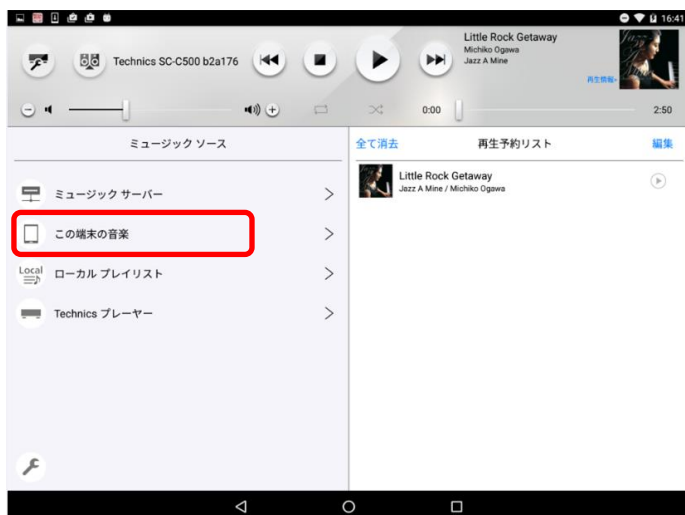 16:41
Technics SC-C500 b2a176
Little Rock Getaway
Michiko Ogawa
Jazz A Mine
再生情報
0:00
2:50
ミュージック ソース
ミュージック サーバー
この端末の音楽
Local
ローカル プレイリスト
Technics プレーヤー
全て消去
再生予約リスト
編集
Little Rock Getaway
Jazz A Mine / Michiko Ogawa